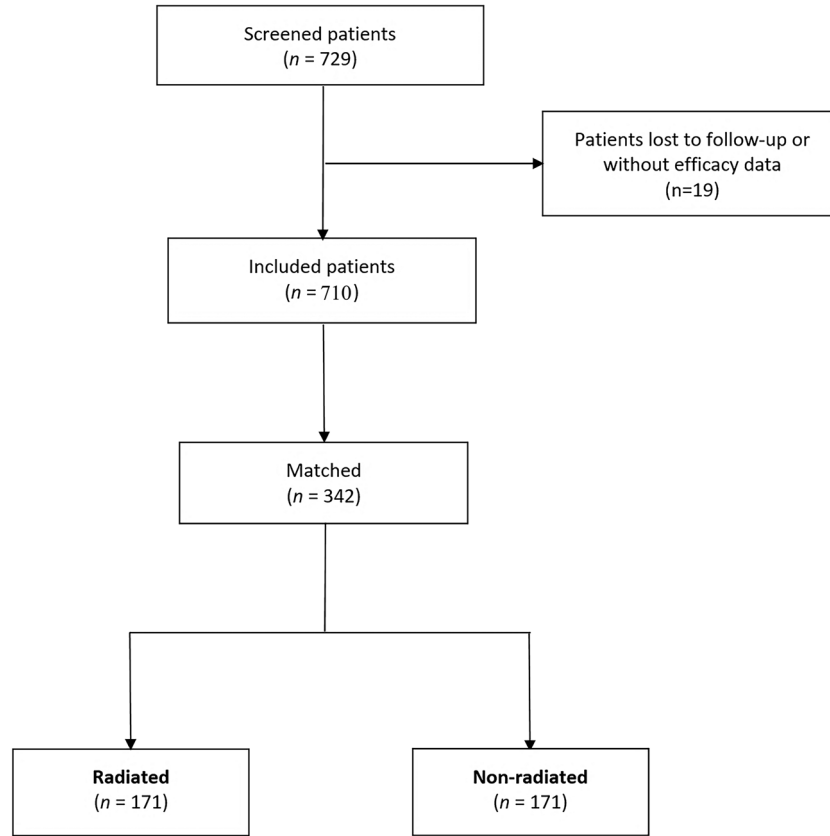 Screened patients
(n = 729)
Patients lost to follow-up or
without efficacy data
(n=19)
Included patients
(n = 710)
Matched
(n = 342)
Radiated
(n = 171)
Non-radiated
(n = 171)